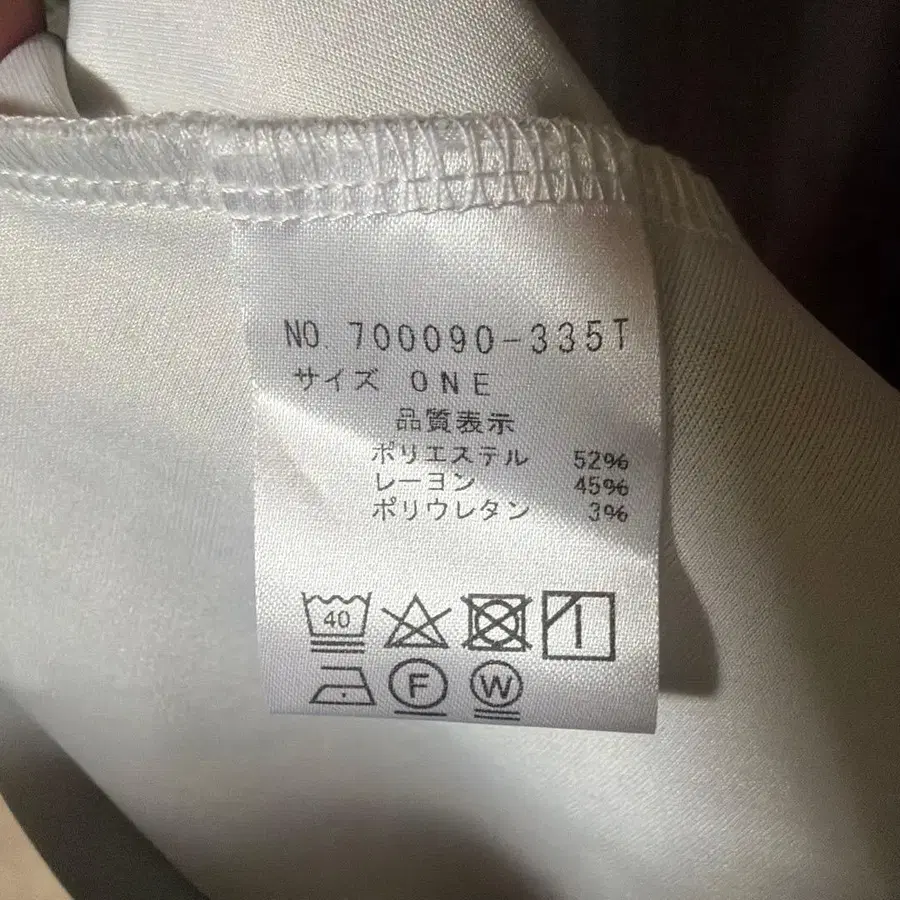 NO 700090-335T
サイズ ONE
品質表示
ポリエステル 52%
レーヨン 45%
ポリウレタン 3%
40
F W